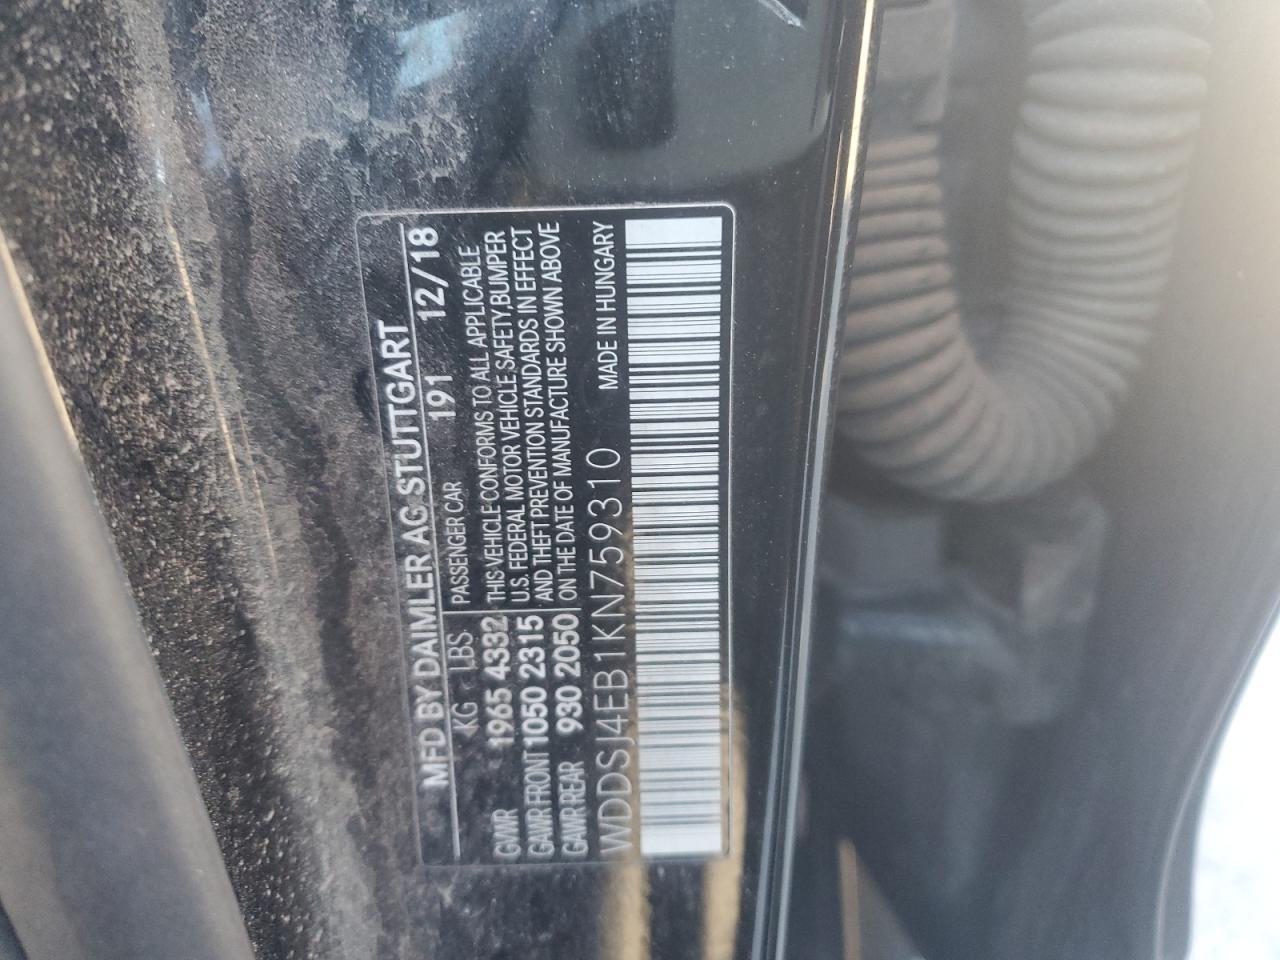 MFD BY DAIMLER AG STUTTGART
KG LBS PASSENGER CAR 191 12/18
GVWR 1965 4332 THIS VEHICLE CONFORMS TO ALL APPLICABLE
GAWR FRONT 1050 2315 U.S. FEDERAL MOTOR VEHICLE SAFETY,BUMPER
AND THEFT PREVENTION STANDARDS IN EFFECT
GAWR REAR 930 2050 ON THE DATE OF MANUFACTURE SHOWN ABOVE
WDDSJ4EB1KN759310 MADE IN HUNGARY